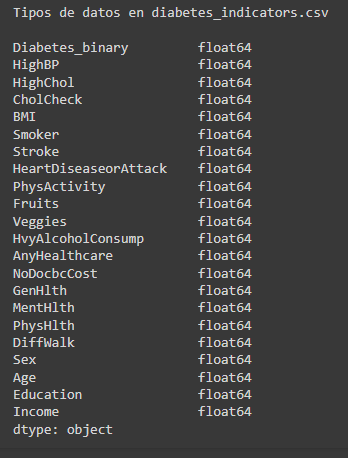 Tipos de datos en diabetes_indicators.csv
Diabetes_binary float64
HighBP float64
HighChol float64
CholCheck float64
BMI float64
Smoker float64
Stroke float64
HeartDiseaseorAttack float64
PhysActivity float64
Fruits float64
Veggies float64
HvyAlcoholConsump float64
AnyHealthcare float64
NoDocbcCost float64
GenHlth float64
MentHlth float64
PhysHlth float64
DiffWalk float64
Sex float64
Age float64
Education float64
Income float64
dtype: object